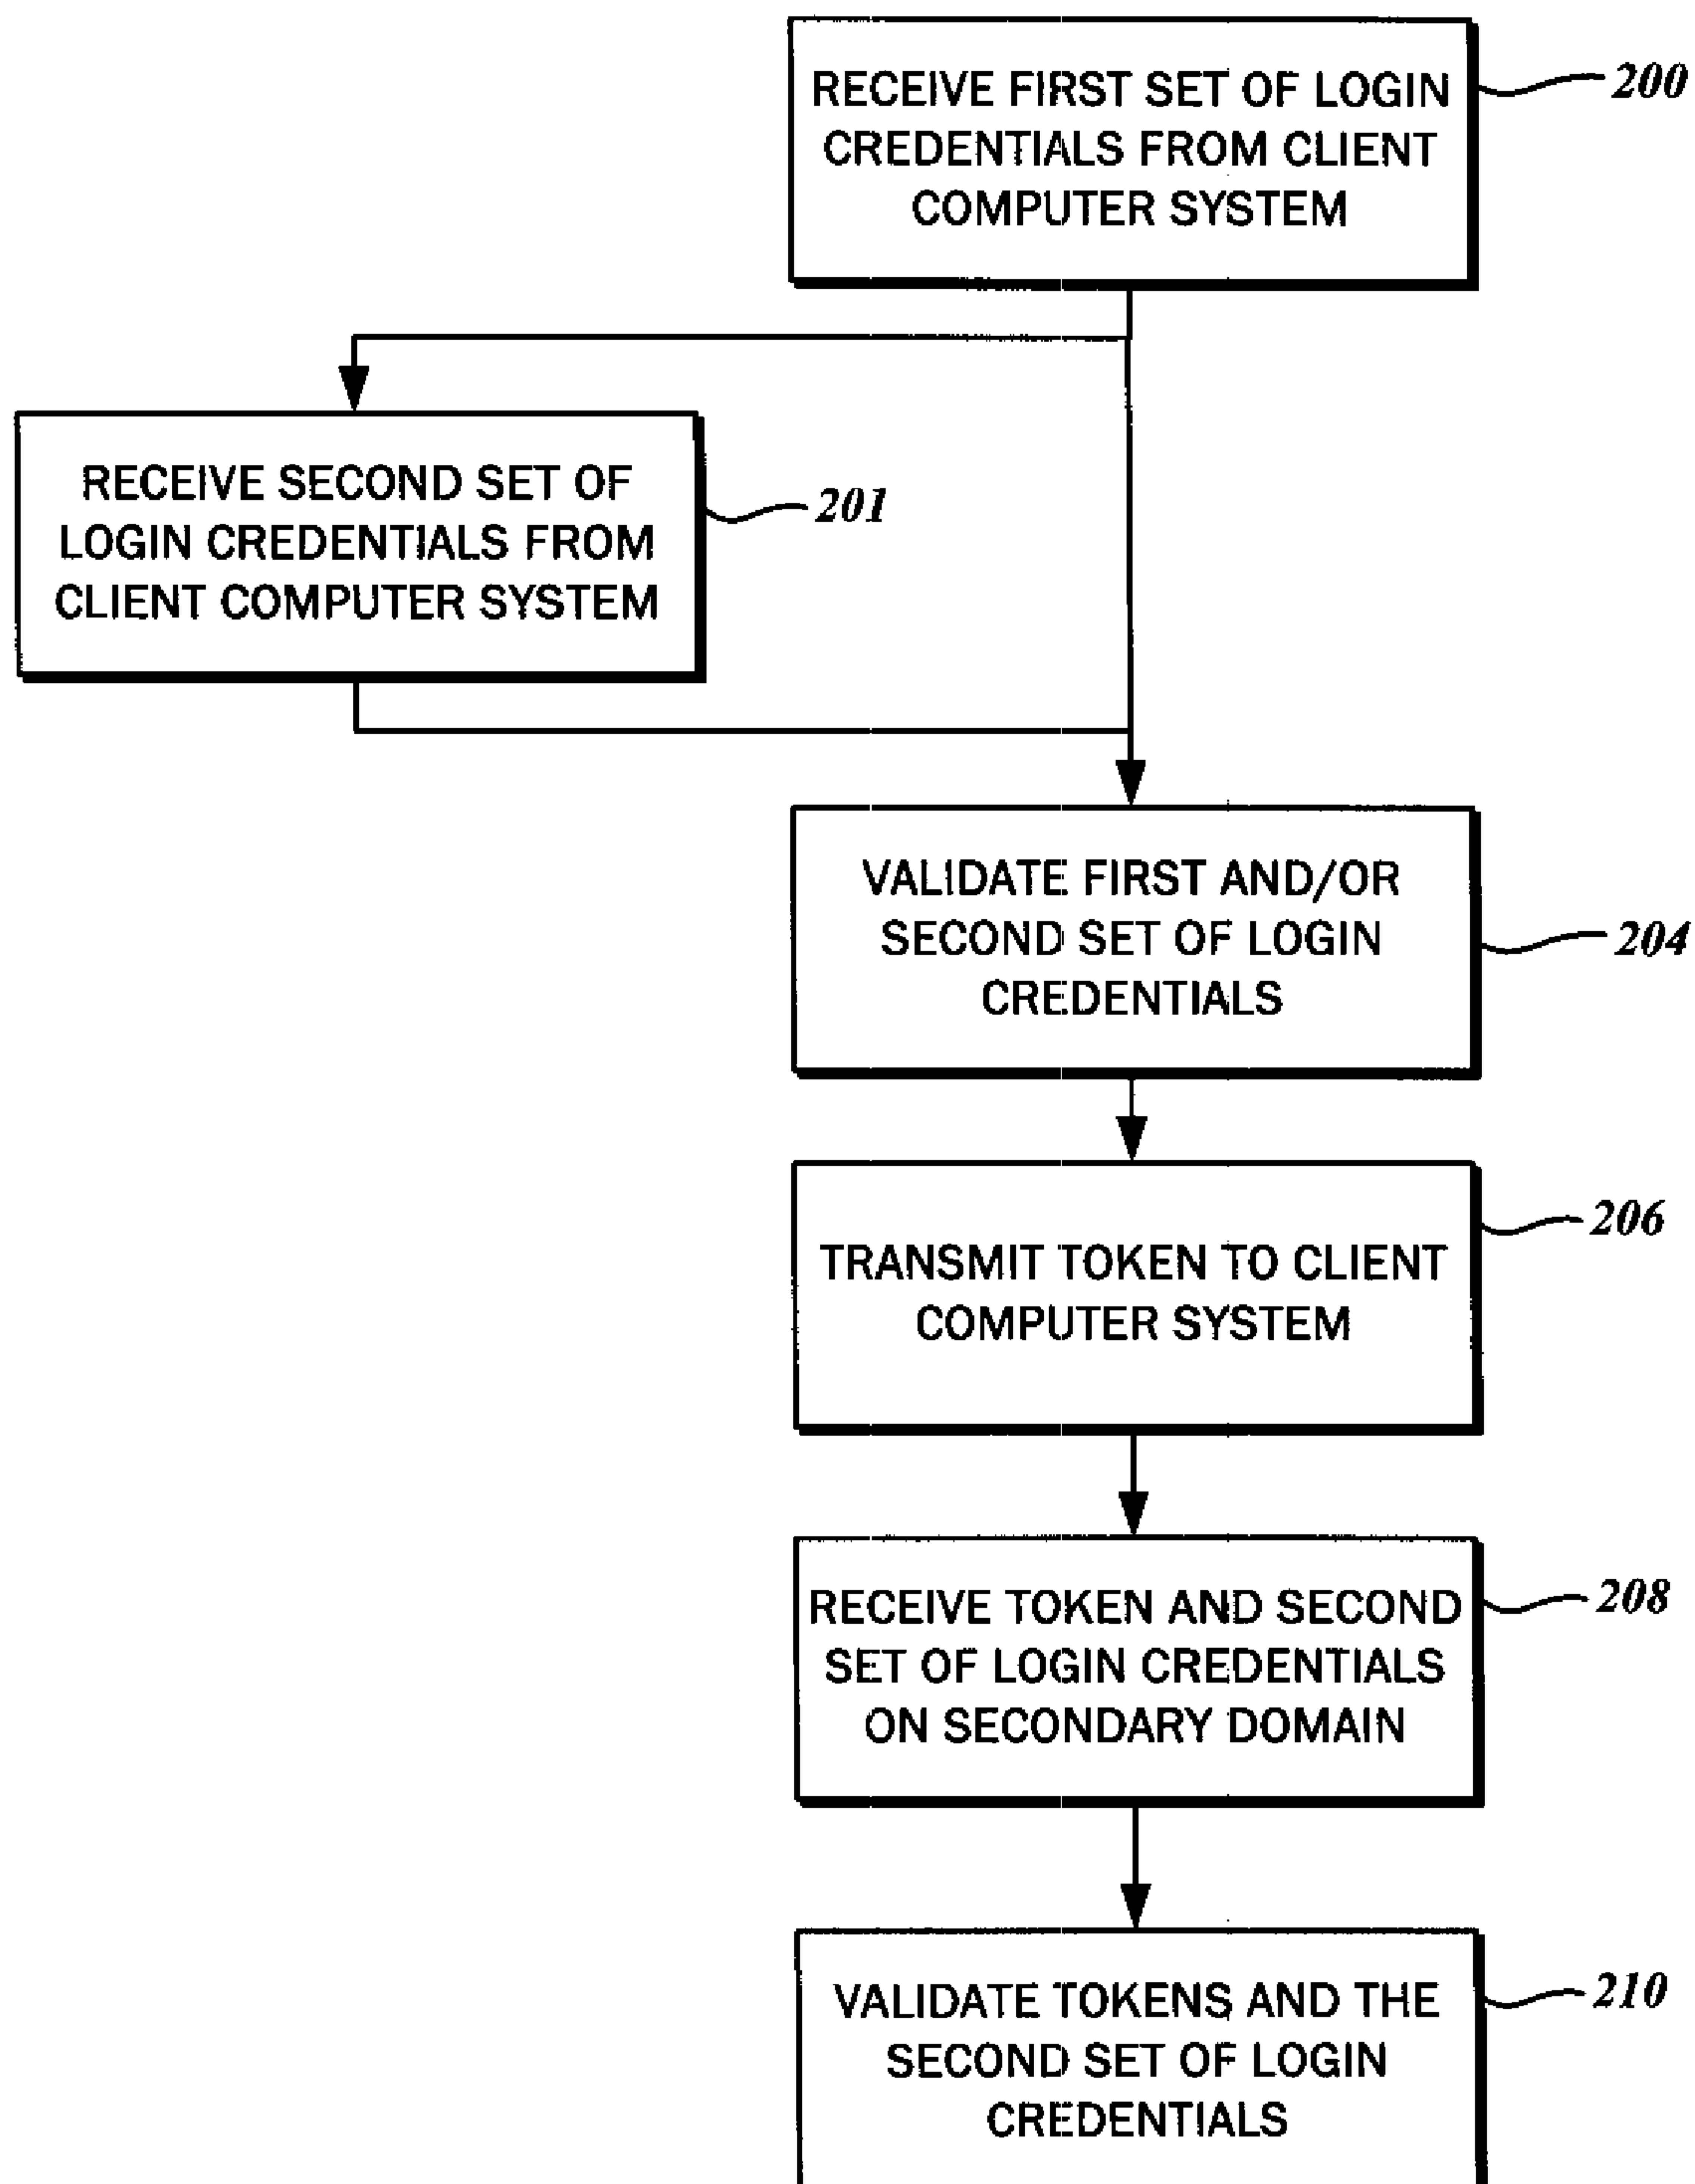 RECEIVE FIRST SET OF LOGIN
CREDENTIALS FROM CLIENT
COMPUTER SYSTEM
200
RECEIVE SECOND SET OF
LOGIN CREDENTIALS FROM
CLIENT COMPUTER SYSTEM
201
VALIDATE FIRST AND/OR
SECOND SET OF LOGIN
CREDENTIALS
204
TRANSMIT TOKEN TO CLIENT
COMPUTER SYSTEM
206
RECEIVE TOKEN AND SECOND
SET OF LOGIN CREDENTIALS
ON SECONDARY DOMAIN
208
VALIDATE TOKENS AND THE
SECOND SET OF LOGIN
CREDENTIALS
210